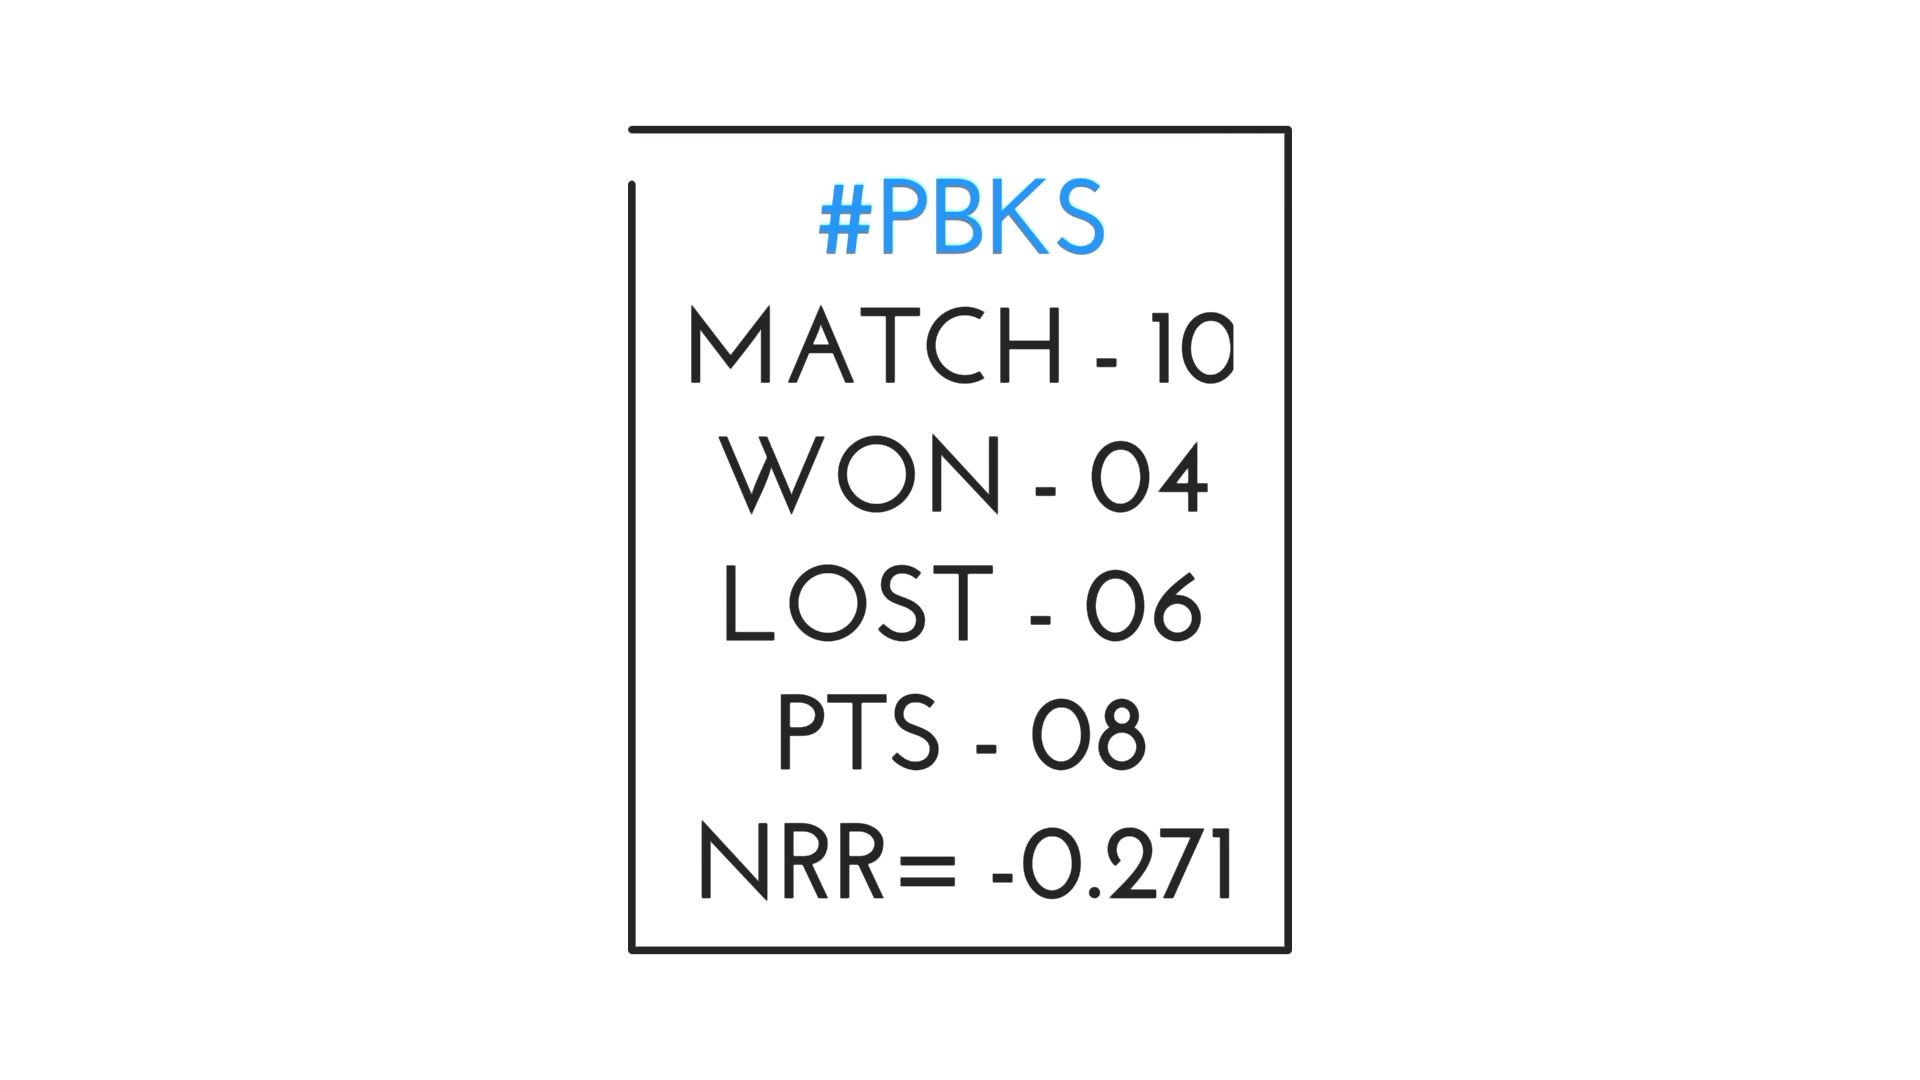 #PBKS
MATCH - 10
WON - 04
LOST - 06
PTS - 08
NRR= -0.271